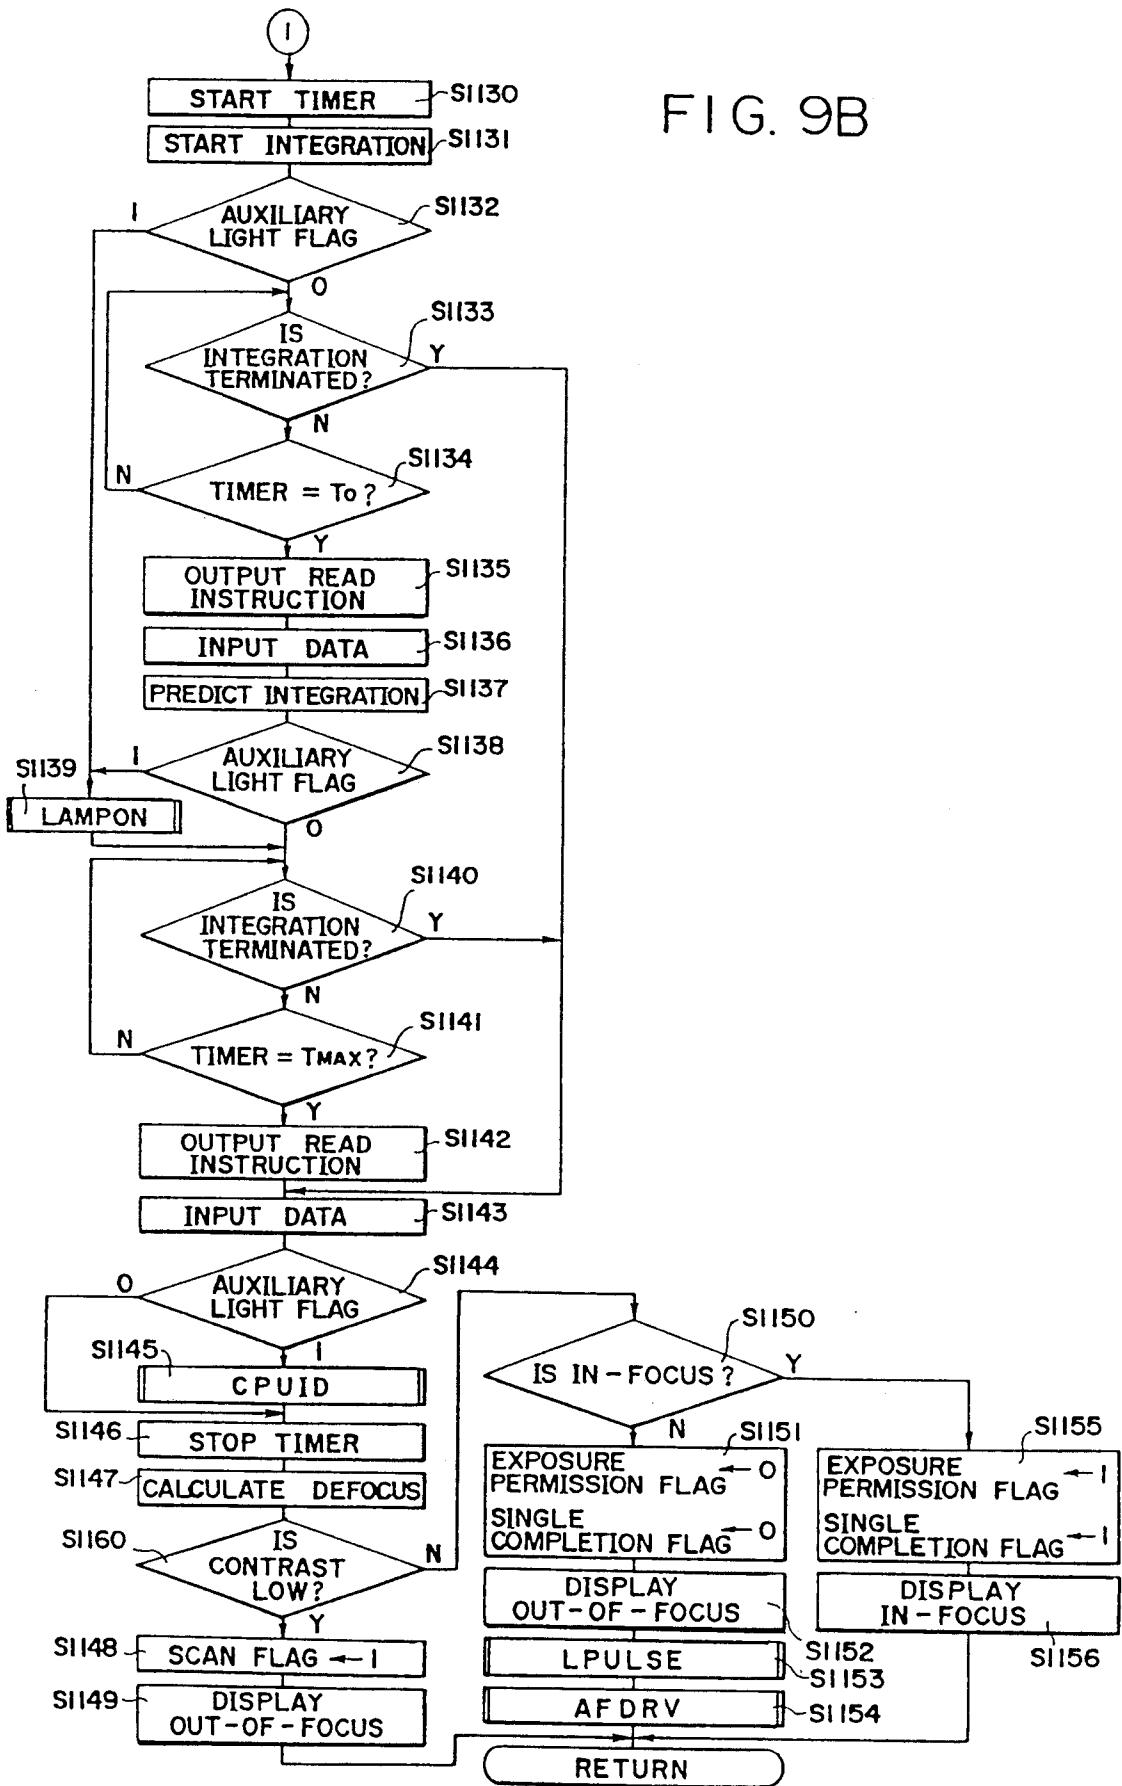 1
FIG. 9B
START TIMER
S1130
START INTEGRATION
S1131
AUXILIARY
LIGHT FLAG
S1132
1
0
IS
INTEGRATION
TERMINATED?
S1133
Y
N
TIMER = To?
S1134
N
Y
OUTPUT READ
INSTRUCTION
S1135
INPUT DATA
S1136
PREDICT INTEGRATION
S1137
AUXILIARY
LIGHT FLAG
S1138
1
0
S1139
LAMPON
IS
INTEGRATION
TERMINATED?
S1140
Y
N
TIMER = TMAX?
S1141
N
Y
OUTPUT READ
INSTRUCTION
S1142
INPUT DATA
S1143
AUXILIARY
LIGHT FLAG
S1144
0
1
S1145
CPUID
S1146
STOP TIMER
S1147
CALCULATE DEFOCUS
S1160
IS
CONTRAST
LOW?
N
Y
S1148
SCAN FLAG ← 1
S1149
DISPLAY
OUT-OF-FOCUS
IS IN-FOCUS?
S1150
Y
N
S1151
EXPOSURE
PERMISSION FLAG ← 0
SINGLE
COMPLETION FLAG ← 0
DISPLAY
OUT-OF-FOCUS
S1152
LPULSE
S1153
AFDRV
S1154
S1155
EXPOSURE
PERMISSION FLAG ← 1
SINGLE
COMPLETION FLAG ← 1
DISPLAY
IN-FOCUS
S1156
RETURN